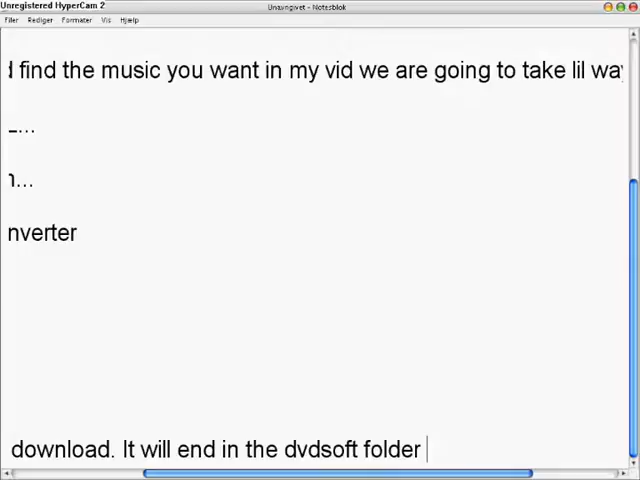 Unregistered HyperCam 2
Unavngivet - Notesblok
Filer Rediger Formater Vis Hjælp
find the music you want in my vid we are going to take lil
...
...
nverter
download. It will end in the dvdsoft folder